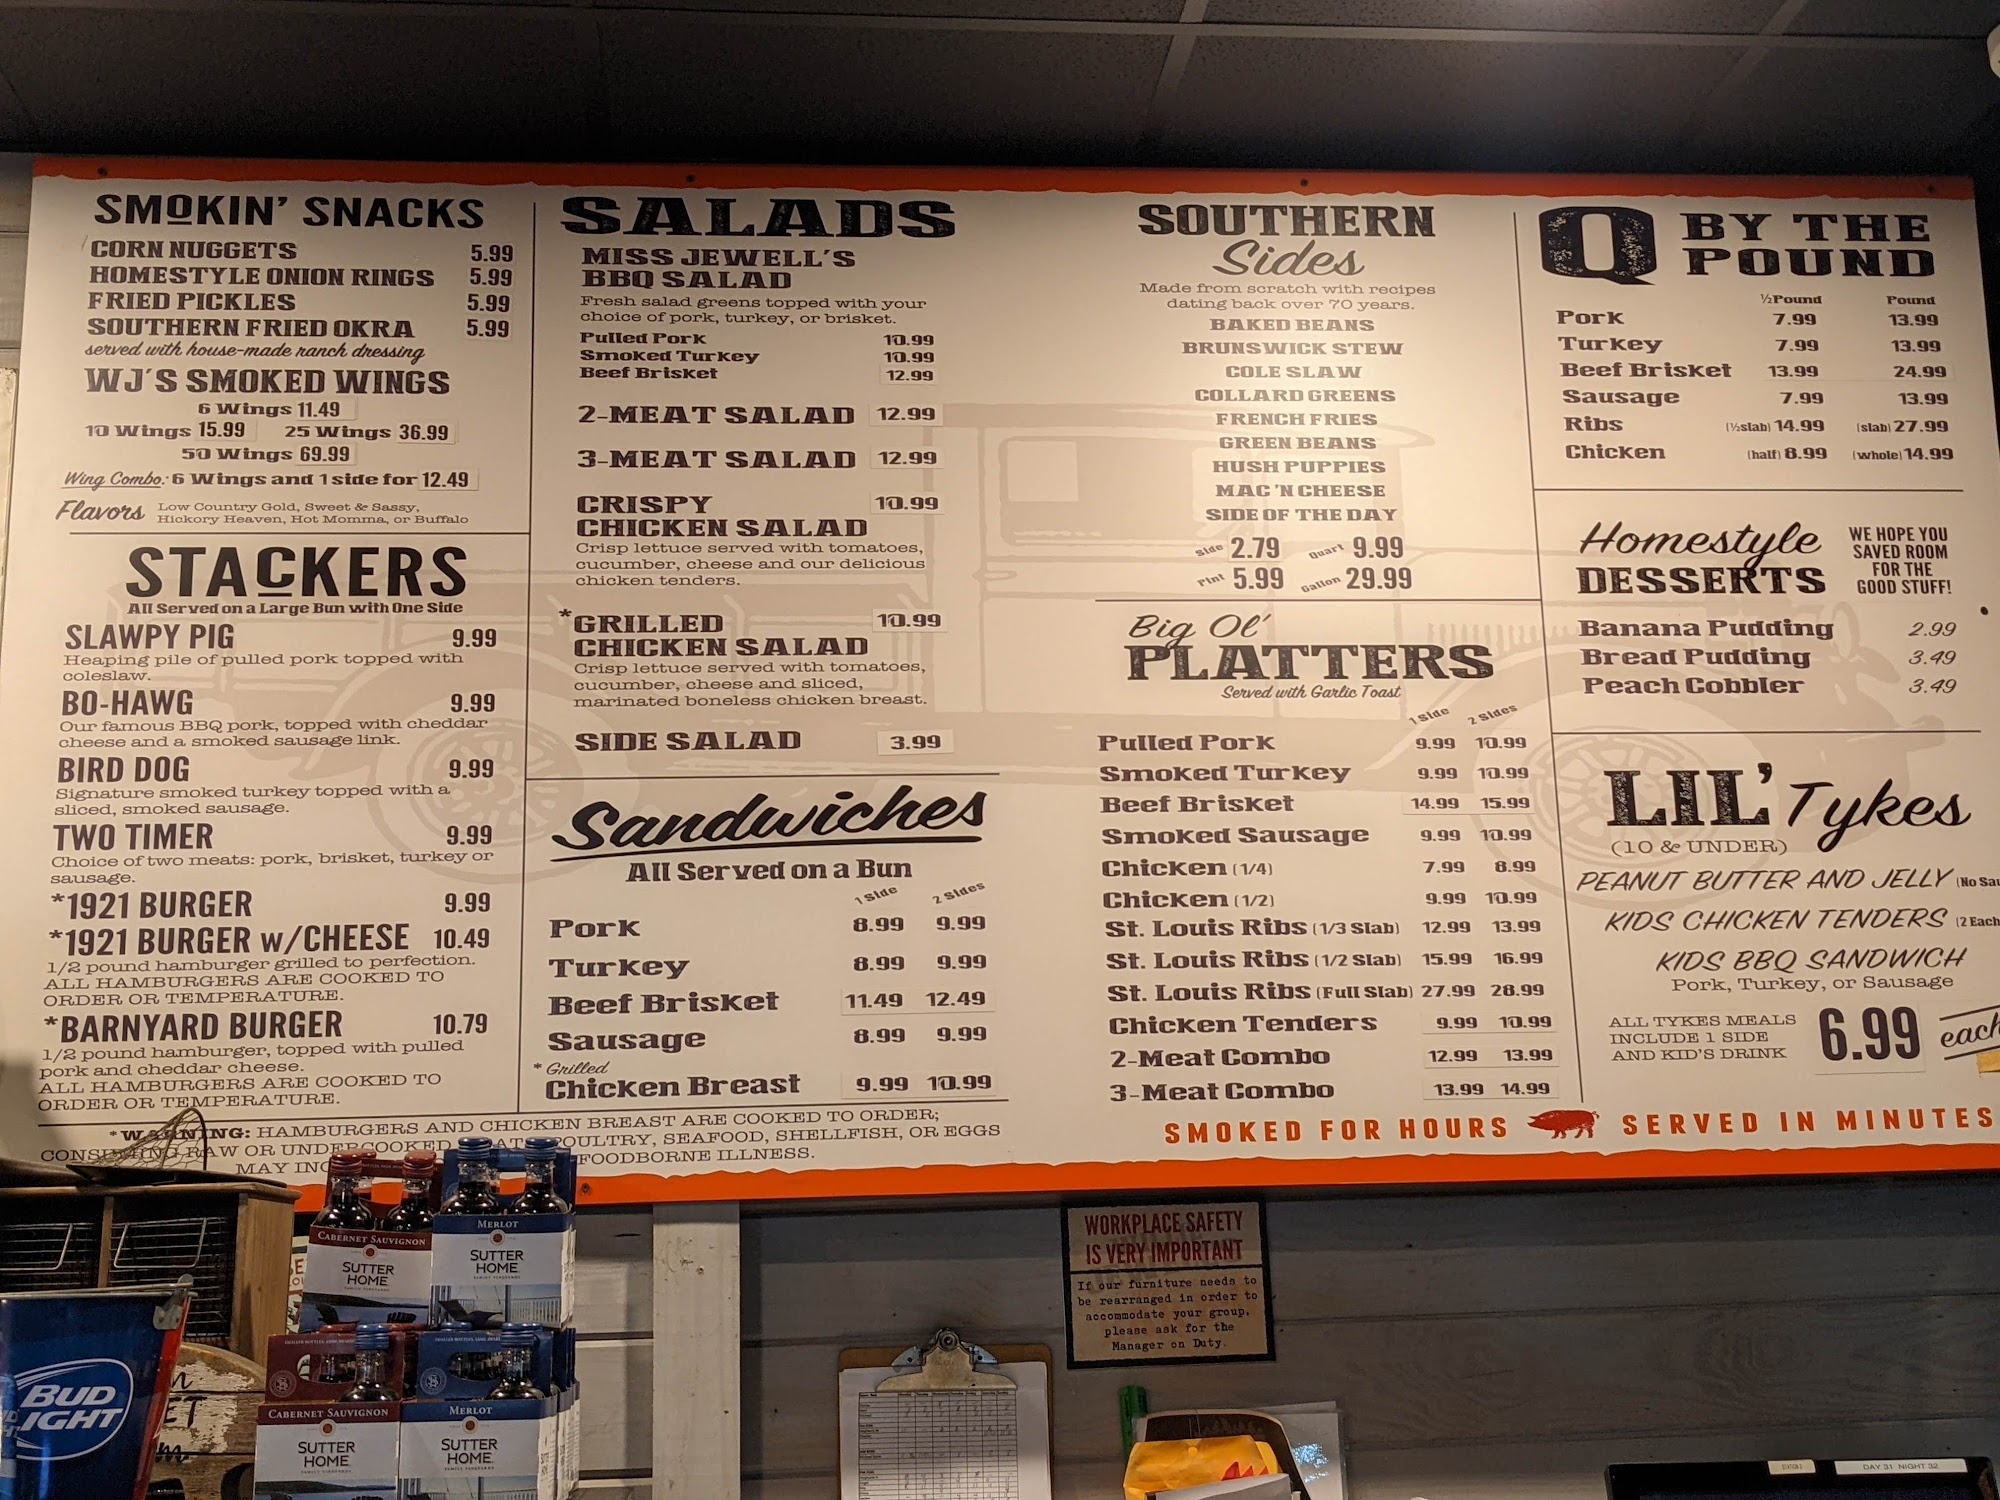 SMOKIN' SNACKS
CORN NUGGETS 5.99
HOMESTYLE ONION RINGS 5.99
FRIED PICKLES 5.99
SOUTHERN FRIED OKRA 5.99
served with house-made ranch dressing
WJ'S SMOKED WINGS
6 Wings 11.49
10 Wings 15.99 25 Wings 36.99
50 Wings 69.99
Wing Combo: 6 Wings and 1 side for 12.49
Flavors Low Country Gold, Sweet & Sassy,
Hickory Heaven, Hot Momma, or Buffalo
STACKERS
All Served on a Large Bun with One Side
SLAWPY PIG 9.99
Heaping pile of pulled pork topped with
coleslaw.
BO-HAWG 9.99
Our famous BBQ pork, topped with cheddar
cheese and a smoked sausage link.
BIRD DOG 9.99
Signature smoked turkey topped with a
sliced, smoked sausage.
TWO TIMER 9.99
Choice of two meats: pork, brisket, turkey or
sausage.
*1921 BURGER 9.99
*1921 BURGER w/CHEESE 10.49
1/2 pound hamburger grilled to perfection.
ALL HAMBURGERS ARE COOKED TO
ORDER OR TEMPERATURE.
*BARNYARD BURGER 10.79
1/2 pound hamburger, topped with pulled
pork and cheddar cheese.
ALL HAMBURGERS ARE COOKED TO
ORDER OR TEMPERATURE.
SALADS
MISS JEWELL'S
BBQ SALAD
Fresh salad greens topped with your
choice of pork, turkey, or brisket.
Pulled Pork 10.99
Smoked Turkey 10.99
Beef Brisket 12.99
2-MEAT SALAD 12.99
3-MEAT SALAD 12.99
CRISPY 10.99
CHICKEN SALAD
Crisp lettuce served with tomatoes,
cucumber, cheese and our delicious
chicken tenders.
*GRILLED 10.99
CHICKEN SALAD
Crisp lettuce served with tomatoes,
cucumber, cheese and sliced,
marinated boneless chicken breast.
SIDE SALAD 3.99
Sandwiches
All Served on a Bun
1 Side 2 Sides
Pork 8.99 9.99
Turkey 8.99 9.99
Beef Brisket 11.49 12.49
Sausage 8.99 9.99
* Grilled
Chicken Breast 9.99 10.99
*WARNING: HAMBURGERS AND CHICKEN BREAST ARE COOKED TO ORDER;
CONSUMING RAW OR UNDERCOOKED POULTRY, SEAFOOD, SHELLFISH, OR EGGS
MAY FOODBORNE ILLNESS.
SOUTHERN
Sides
Made from scratch with recipes
dating back over 70 years.
BAKED BEANS
BRUNSWICK STEW
COLE SLAW
COLLARD GREENS
FRENCH FRIES
GREEN BEANS
HUSH PUPPIES
MAC 'N CHEESE
SIDE OF THE DAY
Side 2.79 Quart 9.99
Pint 5.99 Gallon 29.99
Big Ol'
PLATTERS
Served with Garlic Toast
1 Side 2 Sides
Pulled Pork 9.99 10.99
Smoked Turkey 9.99 10.99
Beef Brisket 14.99 15.99
Smoked Sausage 9.99 10.99
Chicken (1/4) 7.99 8.99
Chicken (1/2) 9.99 10.99
St. Louis Ribs (1/3 Slab) 12.99 13.99
St. Louis Ribs (1/2 Slab) 15.99 16.99
St. Louis Ribs (Full Slab) 27.99 28.99
Chicken Tenders 9.99 10.99
2-Meat Combo 12.99 13.99
3-Meat Combo 13.99 14.99
Q BY THE
POUND
½Pound Pound
Pork 7.99 13.99
Turkey 7.99 13.99
Beef Brisket 13.99 24.99
Sausage 7.99 13.99
Ribs (½slab) 14.99 (slab) 27.99
Chicken (half) 8.99 (whole) 14.99
Homestyle
DESSERTS
WE HOPE YOU
SAVED ROOM
FOR THE
GOOD STUFF!
Banana Pudding 2.99
Bread Pudding 3.49
Peach Cobbler 3.49
LIL' Tykes
(10 & UNDER)
PEANUT BUTTER AND JELLY (No
KIDS CHICKEN TENDERS (2 Each
KIDS BBQ SANDWICH
Pork, Turkey, or Sausage
ALL TYKES MEALS
INCLUDE 1 SIDE
AND KID'S DRINK
6.99 each
SMOKED FOR HOURS SERVED IN MINUTES
WORKPLACE SAFETY
IS VERY IMPORTANT
If our furniture needs to
be rearranged in order to
accommodate your group,
please ask for the
Manager on Duty.
CABERNET SAUVIGNON
SUTTER
HOME
MERLOT
SUTTER
HOME
CABERNET SAUVIGNON
SUTTER
HOME
MERLOT
SUTTER
HOME
BUD
LIGHT
DAY 31 NIGHT 32